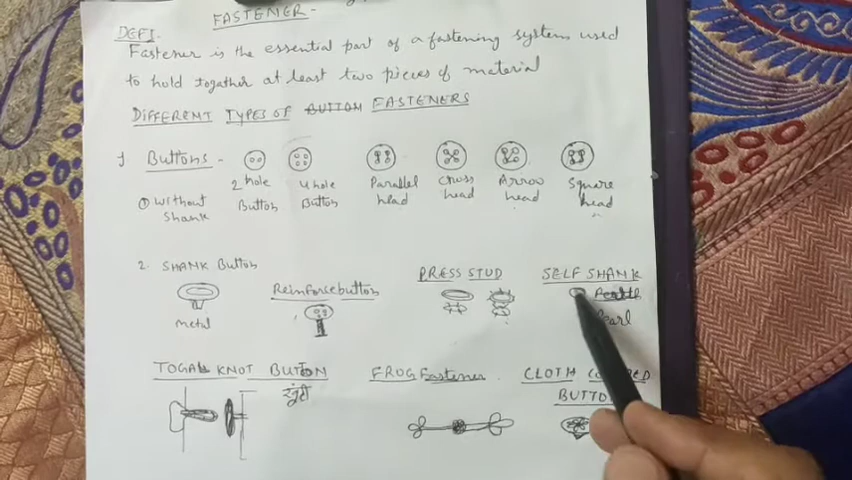 FASTENER -
DEFI-
Fastener is the essential part of a fastening system used
to hold together at least two pieces of material
DIFFERENT TYPES OF BUTTON FASTENERS
1 Buttons -
2 hole Button
4 hole Button
Parallel head
Cross head
Arrow head
Square head
① without shank
2. SHANK Button
metal
Reinforcebutton
PRESS STUD
SELF SHANK
Pearl
TOGAL KNOT BUTTON
FROG Fastener
CLOTH
BUTTO